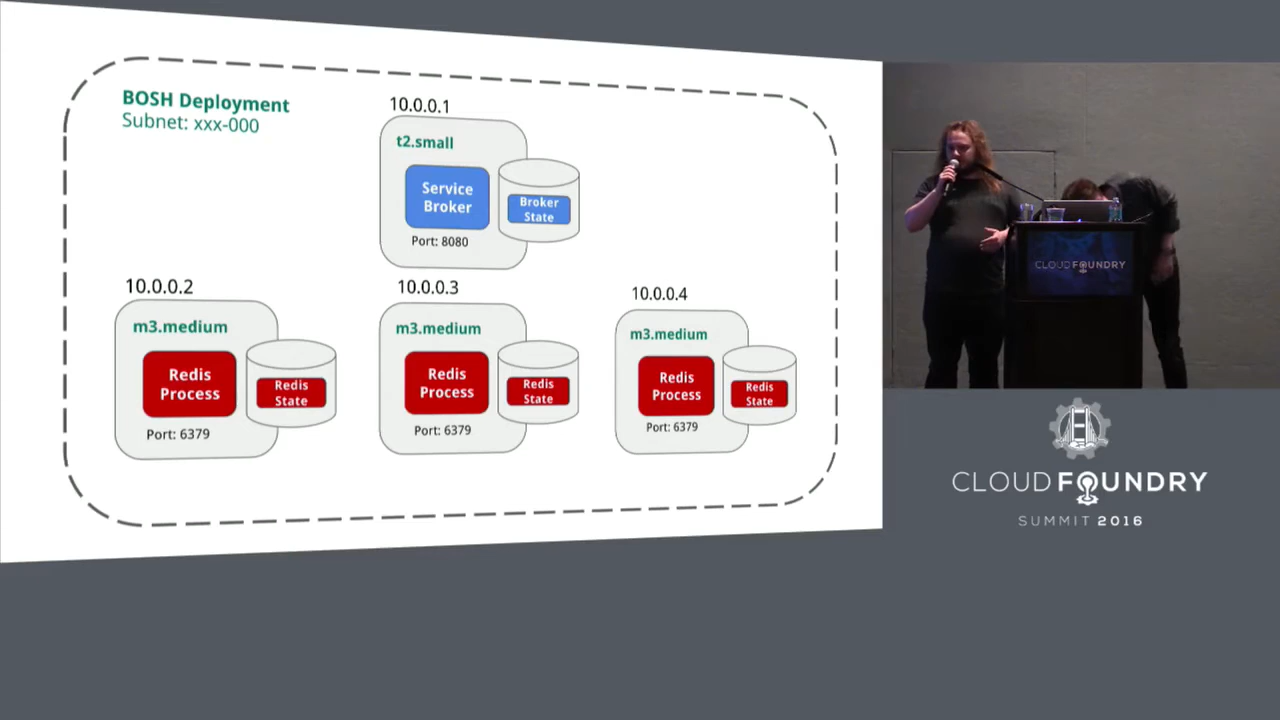 BOSH Deployment
Subnet: xxx-000
10.0.0.1
t2.small
Service
Broker
Broker
State
Port: 8080
10.0.0.2
m3.medium
Redis
Process
Redis
State
Port: 6379
10.0.0.3
m3.medium
Redis
Process
Redis
State
Port: 6379
10.0.0.4
m3.medium
Redis
Process
Redis
State
Port: 6379
CLOUD FOUNDRY
CLOUD FOUNDRY
SUMMIT 2016